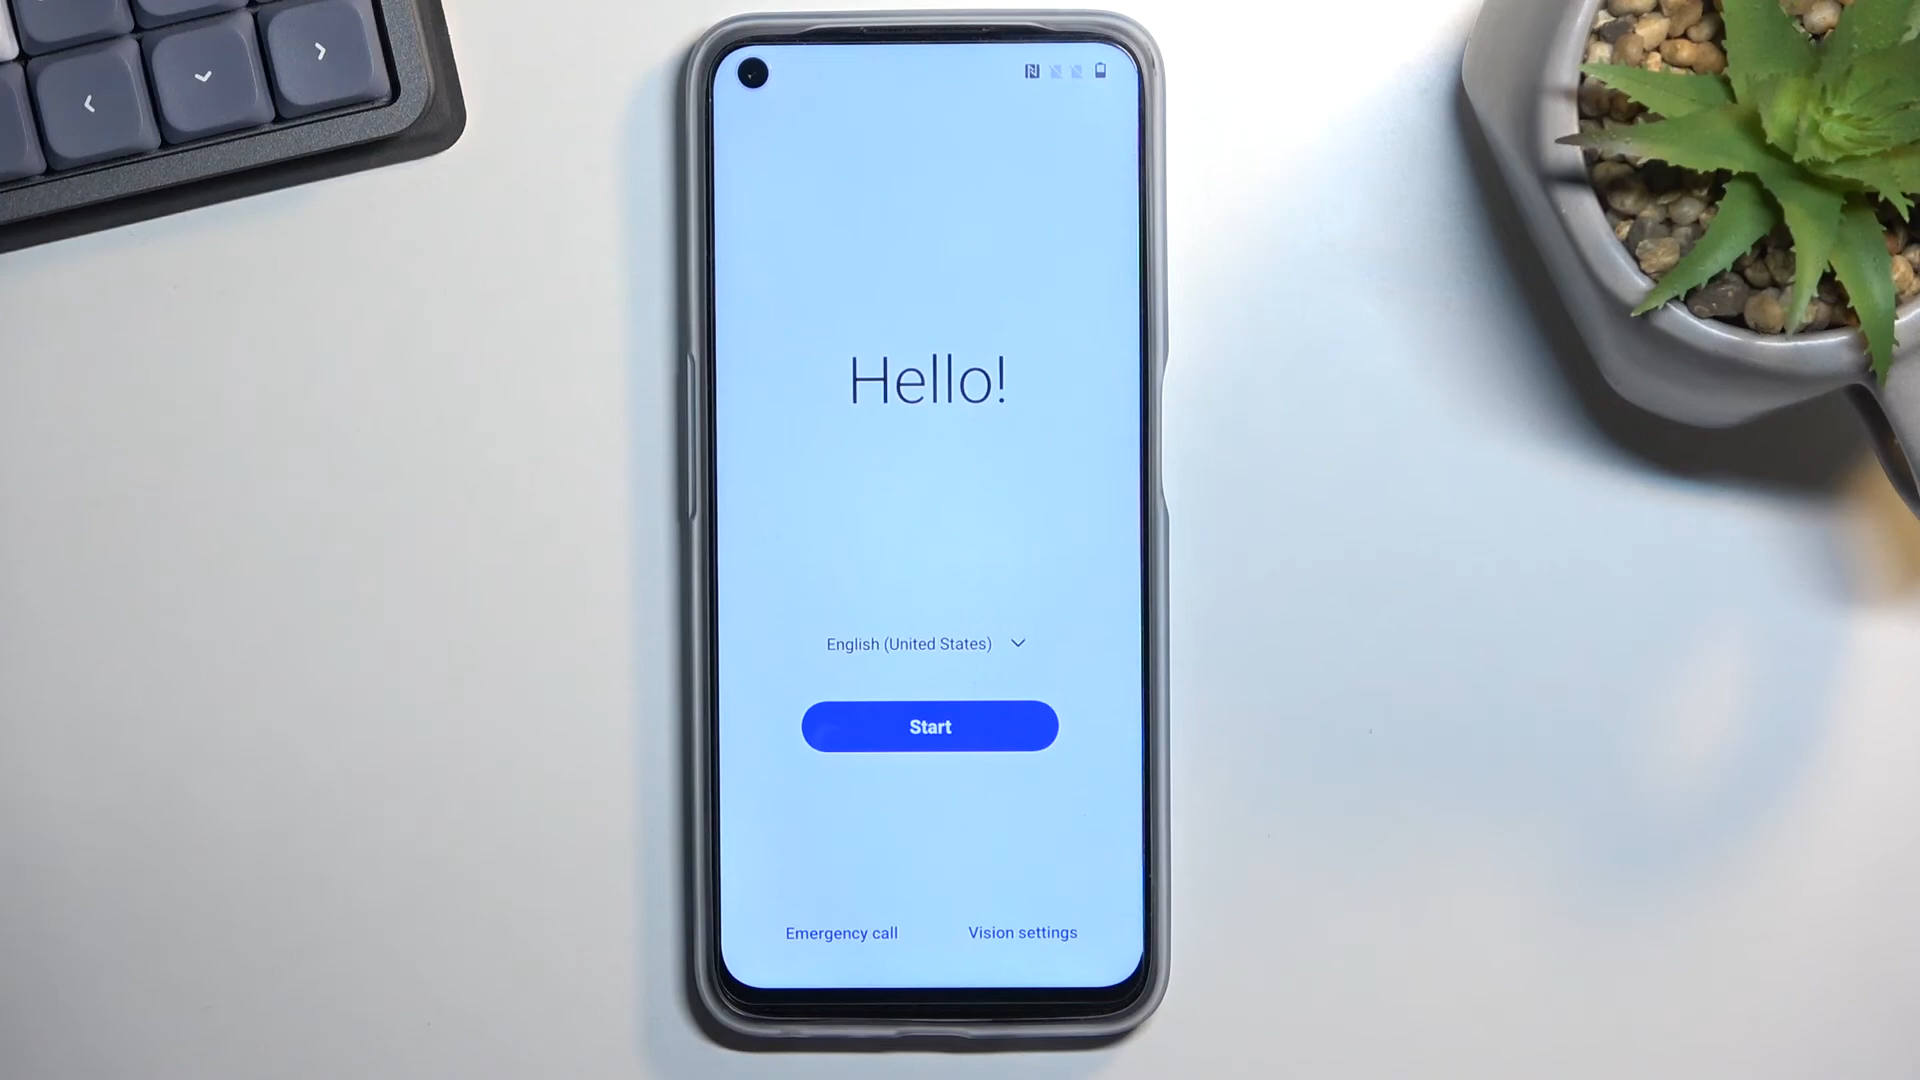 Hello!
English (United States)
Start
Emergency call
Vision settings